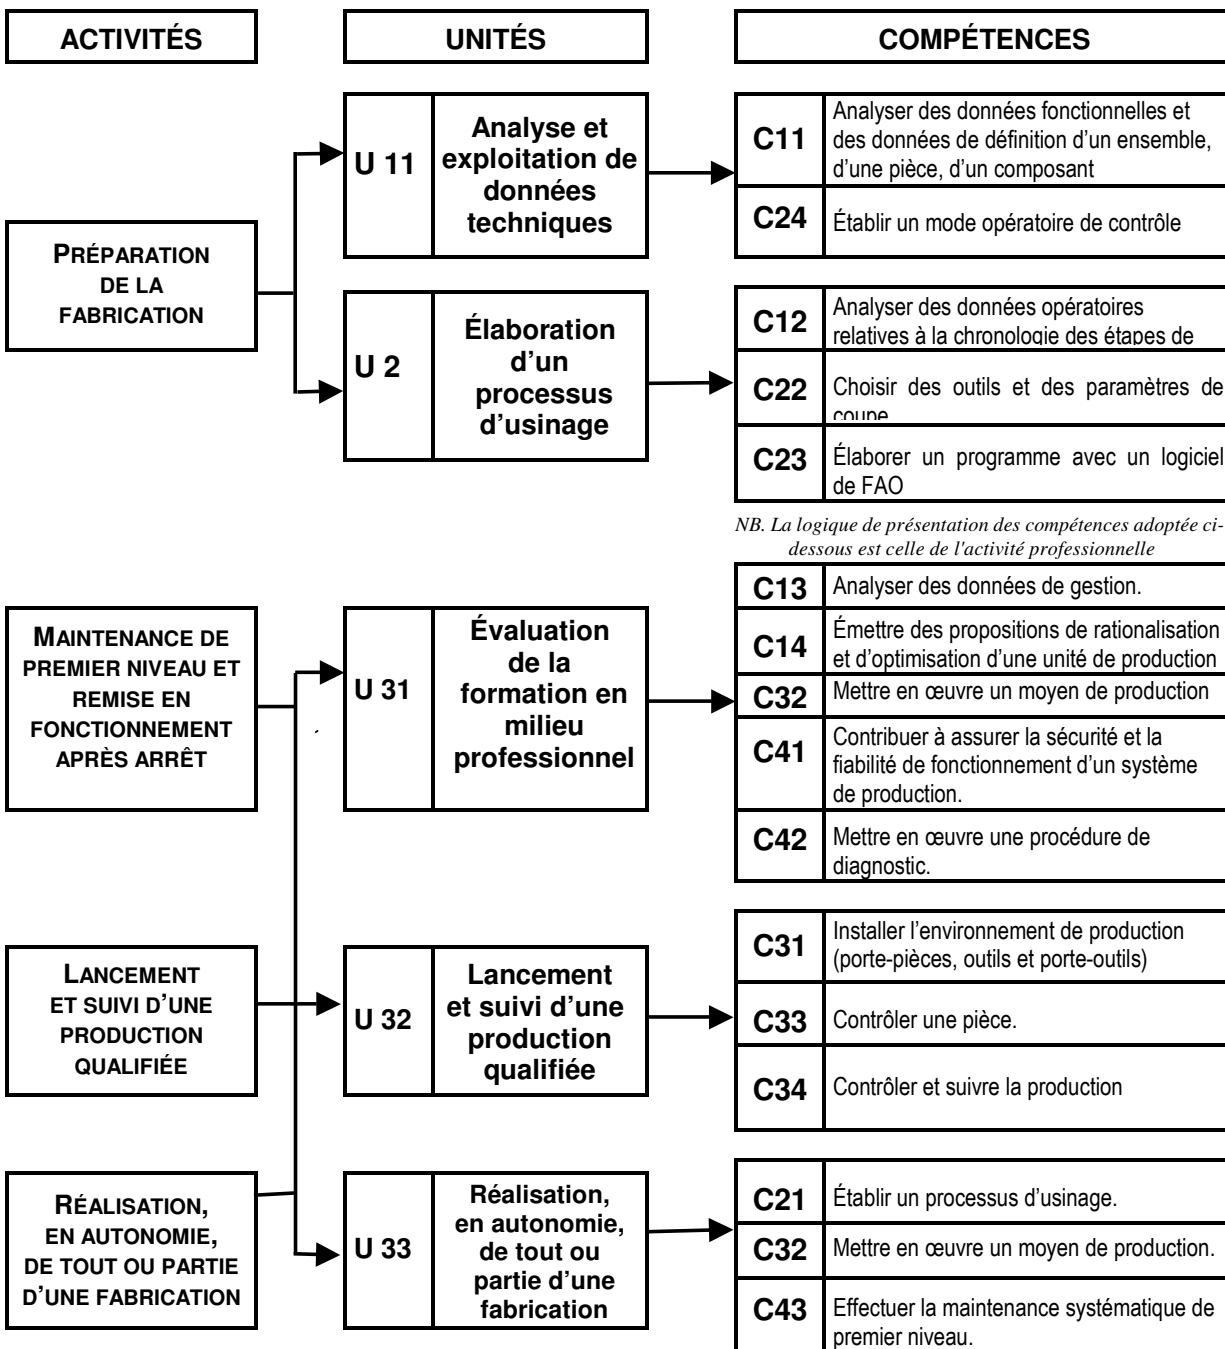 ACTIVITÉS
UNITÉS
COMPÉTENCES
PRÉPARATION
DE LA
FABRICATION
U 11
Analyse et
exploitation de
données
techniques
C11
Analyser des données fonctionnelles et
des données de définition d’un ensemble,
d’une pièce, d’un composant
C24
Établir un mode opératoire de contrôle
U 2
Élaboration
d’un
processus
d’usinage
C12
Analyser des données opératoires
relatives à la chronologie des étapes de
C22
Choisir des outils et des paramètres de
coupe
C23
Élaborer un programme avec un logiciel
de FAO
NB. La logique de présentation des compétences adoptée ci-
dessous est celle de l'activité professionnelle
MAINTENANCE DE
PREMIER NIVEAU ET
REMISE EN
FONCTIONNEMENT
APRÈS ARRÊT
U 31
Évaluation
de la
formation en
milieu
professionnel
C13
Analyser des données de gestion.
C14
Émettre des propositions de rationalisation
et d’optimisation d’une unité de production
C32
Mettre en œuvre un moyen de production
C41
Contribuer à assurer la sécurité et la
fiabilité de fonctionnement d’un système
de production.
C42
Mettre en œuvre une procédure de
diagnostic.
LANCEMENT
ET SUIVI D’UNE
PRODUCTION
QUALIFIÉE
U 32
Lancement
et suivi d’une
production
qualifiée
C31
Installer l’environnement de production
(porte-pièces, outils et porte-outils)
C33
Contrôler une pièce.
C34
Contrôler et suivre la production
RÉALISATION,
EN AUTONOMIE,
DE TOUT OU PARTIE
D’UNE FABRICATION
U 33
Réalisation,
en autonomie,
de tout ou
partie d’une
fabrication
C21
Établir un processus d’usinage.
C32
Mettre en œuvre un moyen de production.
C43
Effectuer la maintenance systématique de
premier niveau.